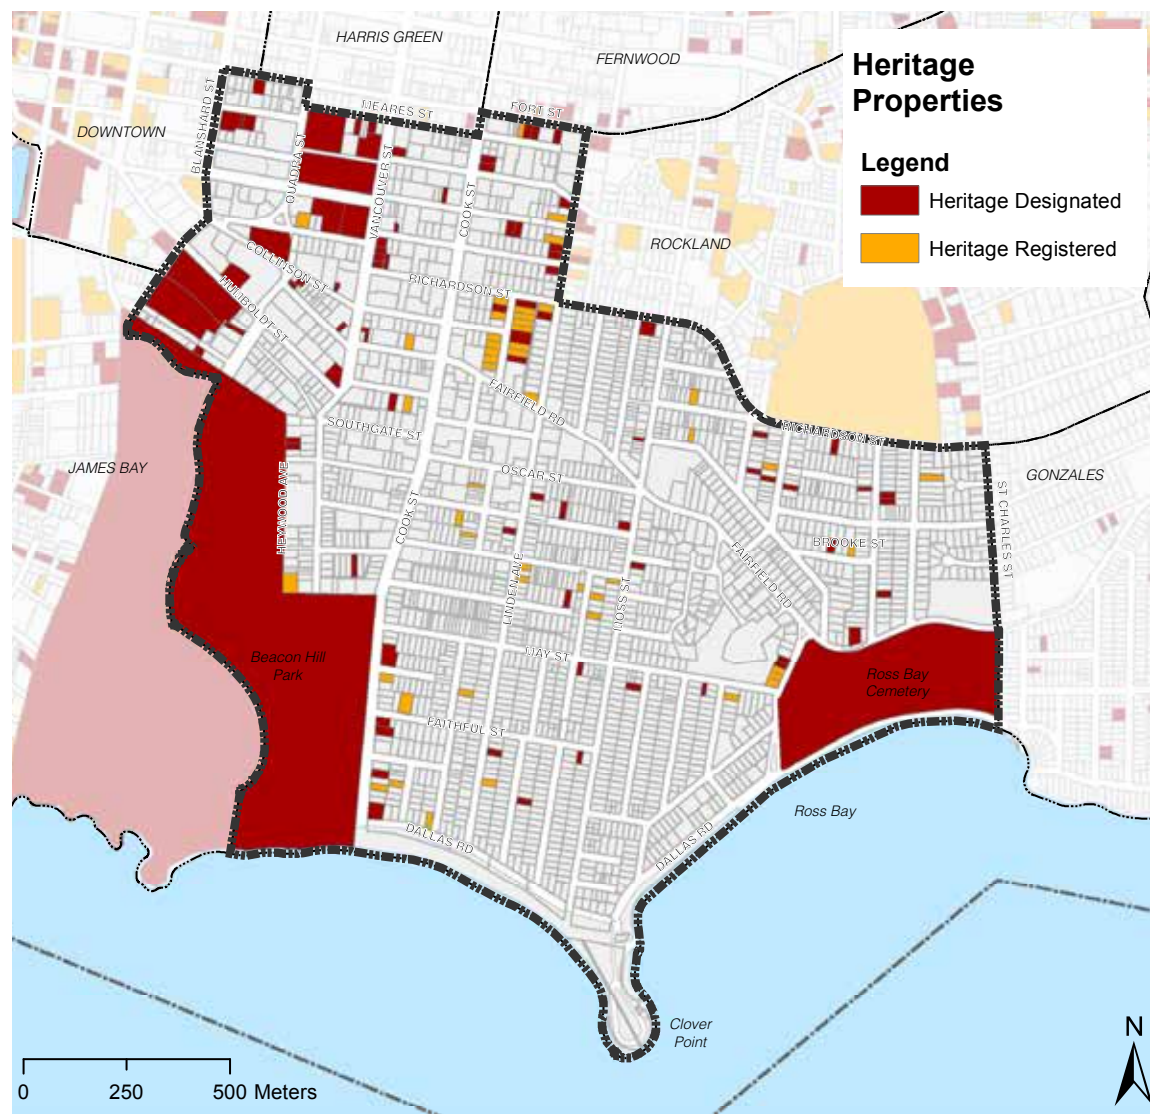 HARRIS GREEN
FERNWOOD
Heritage
Properties
Legend
Heritage Designated
Heritage Registered
DOWNTOWN
BLANSHARD ST
MEARES ST
FORT ST
QUADRA ST
VANCOUVER ST
COOK ST
ROCKLAND
COLLINSON ST
RICHARDSON ST
HUMBOLDT ST
FAIRFIELD RD
SOUTHGATE ST
RICHARDSON ST
JAMES BAY
OSCAR ST
GONZALES
HEYWOOD AVE
COOK ST
ST CHARLES ST
BROOKE ST
LINDEN AVE
MOSS ST
FAIRFIELD RD
MAY ST
Beacon Hill
Park
Ross Bay
Cemetery
FAITHFUL ST
Ross Bay
DALLAS RD
DALLAS RD
Clover
Point
N
0 250 500 Meters